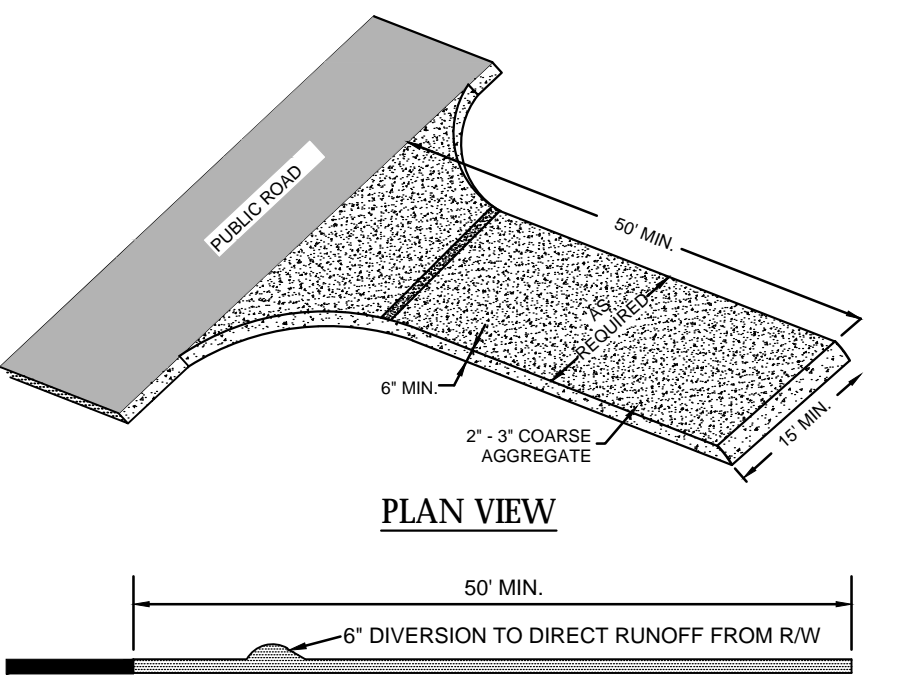 PUBLIC ROAD
50' MIN.
AS
REQUIRED
6" MIN.
2" - 3" COARSE
AGGREGATE
15' MIN.
PLAN VIEW
50' MIN.
6" DIVERSION TO DIRECT RUNOFF FROM R/W